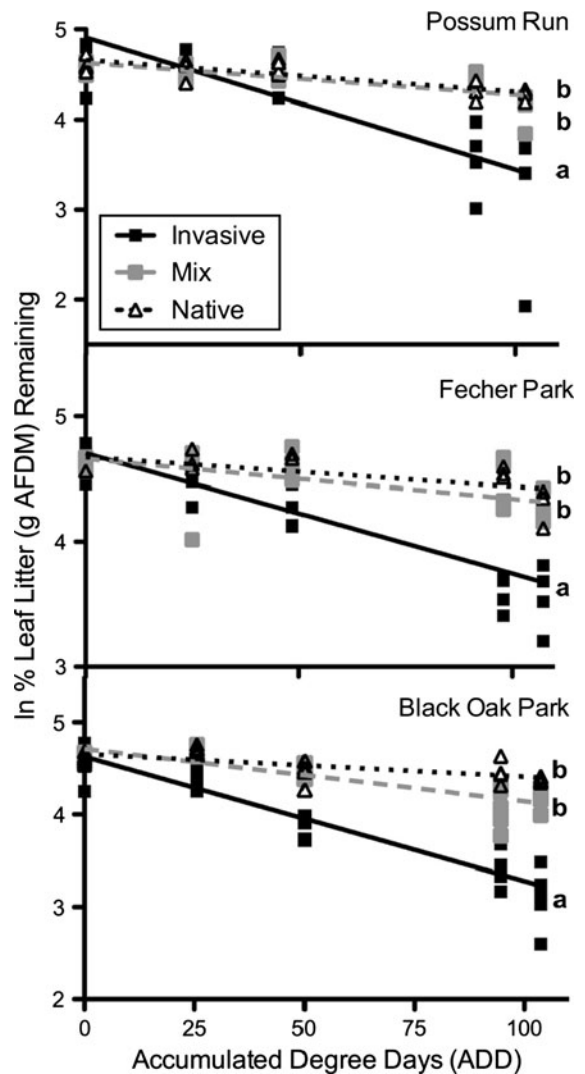 Possum Run
5
4
3
2
b
b
a
Invasive
Mix
Native
Fecher Park
5
4
3
b
b
a
Black Oak Park
5
4
3
2
b
b
a
0
25
50
75
100
Accumulated Degree Days (ADD)
ln % Leaf Litter (g AFDM) Remaining